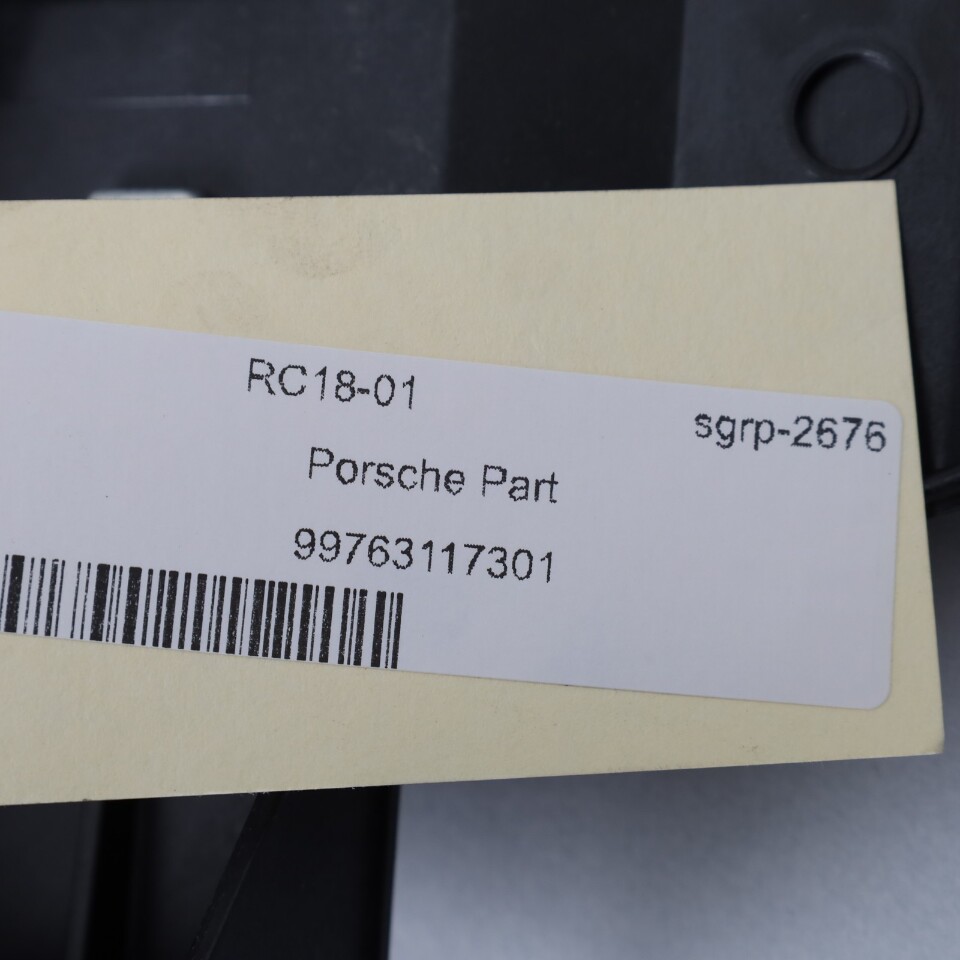 RC18-01
sgrp-2676
Porsche Part
99763117301